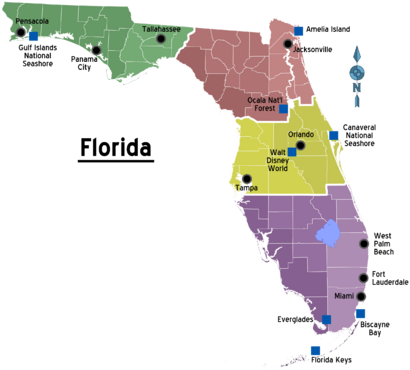 Pensacola
Gulf Islands
National
Seashore
Panama
City
Tallahassee
Amelia Island
Jacksonville
Ocala Nat'l
Forest
Orlando
Canaveral
National
Seashore
Walt
Disney
World
Tampa
Florida
West
Palm
Beach
Fort
Lauderdale
Miami
Everglades
Biscayne
Bay
Florida Keys